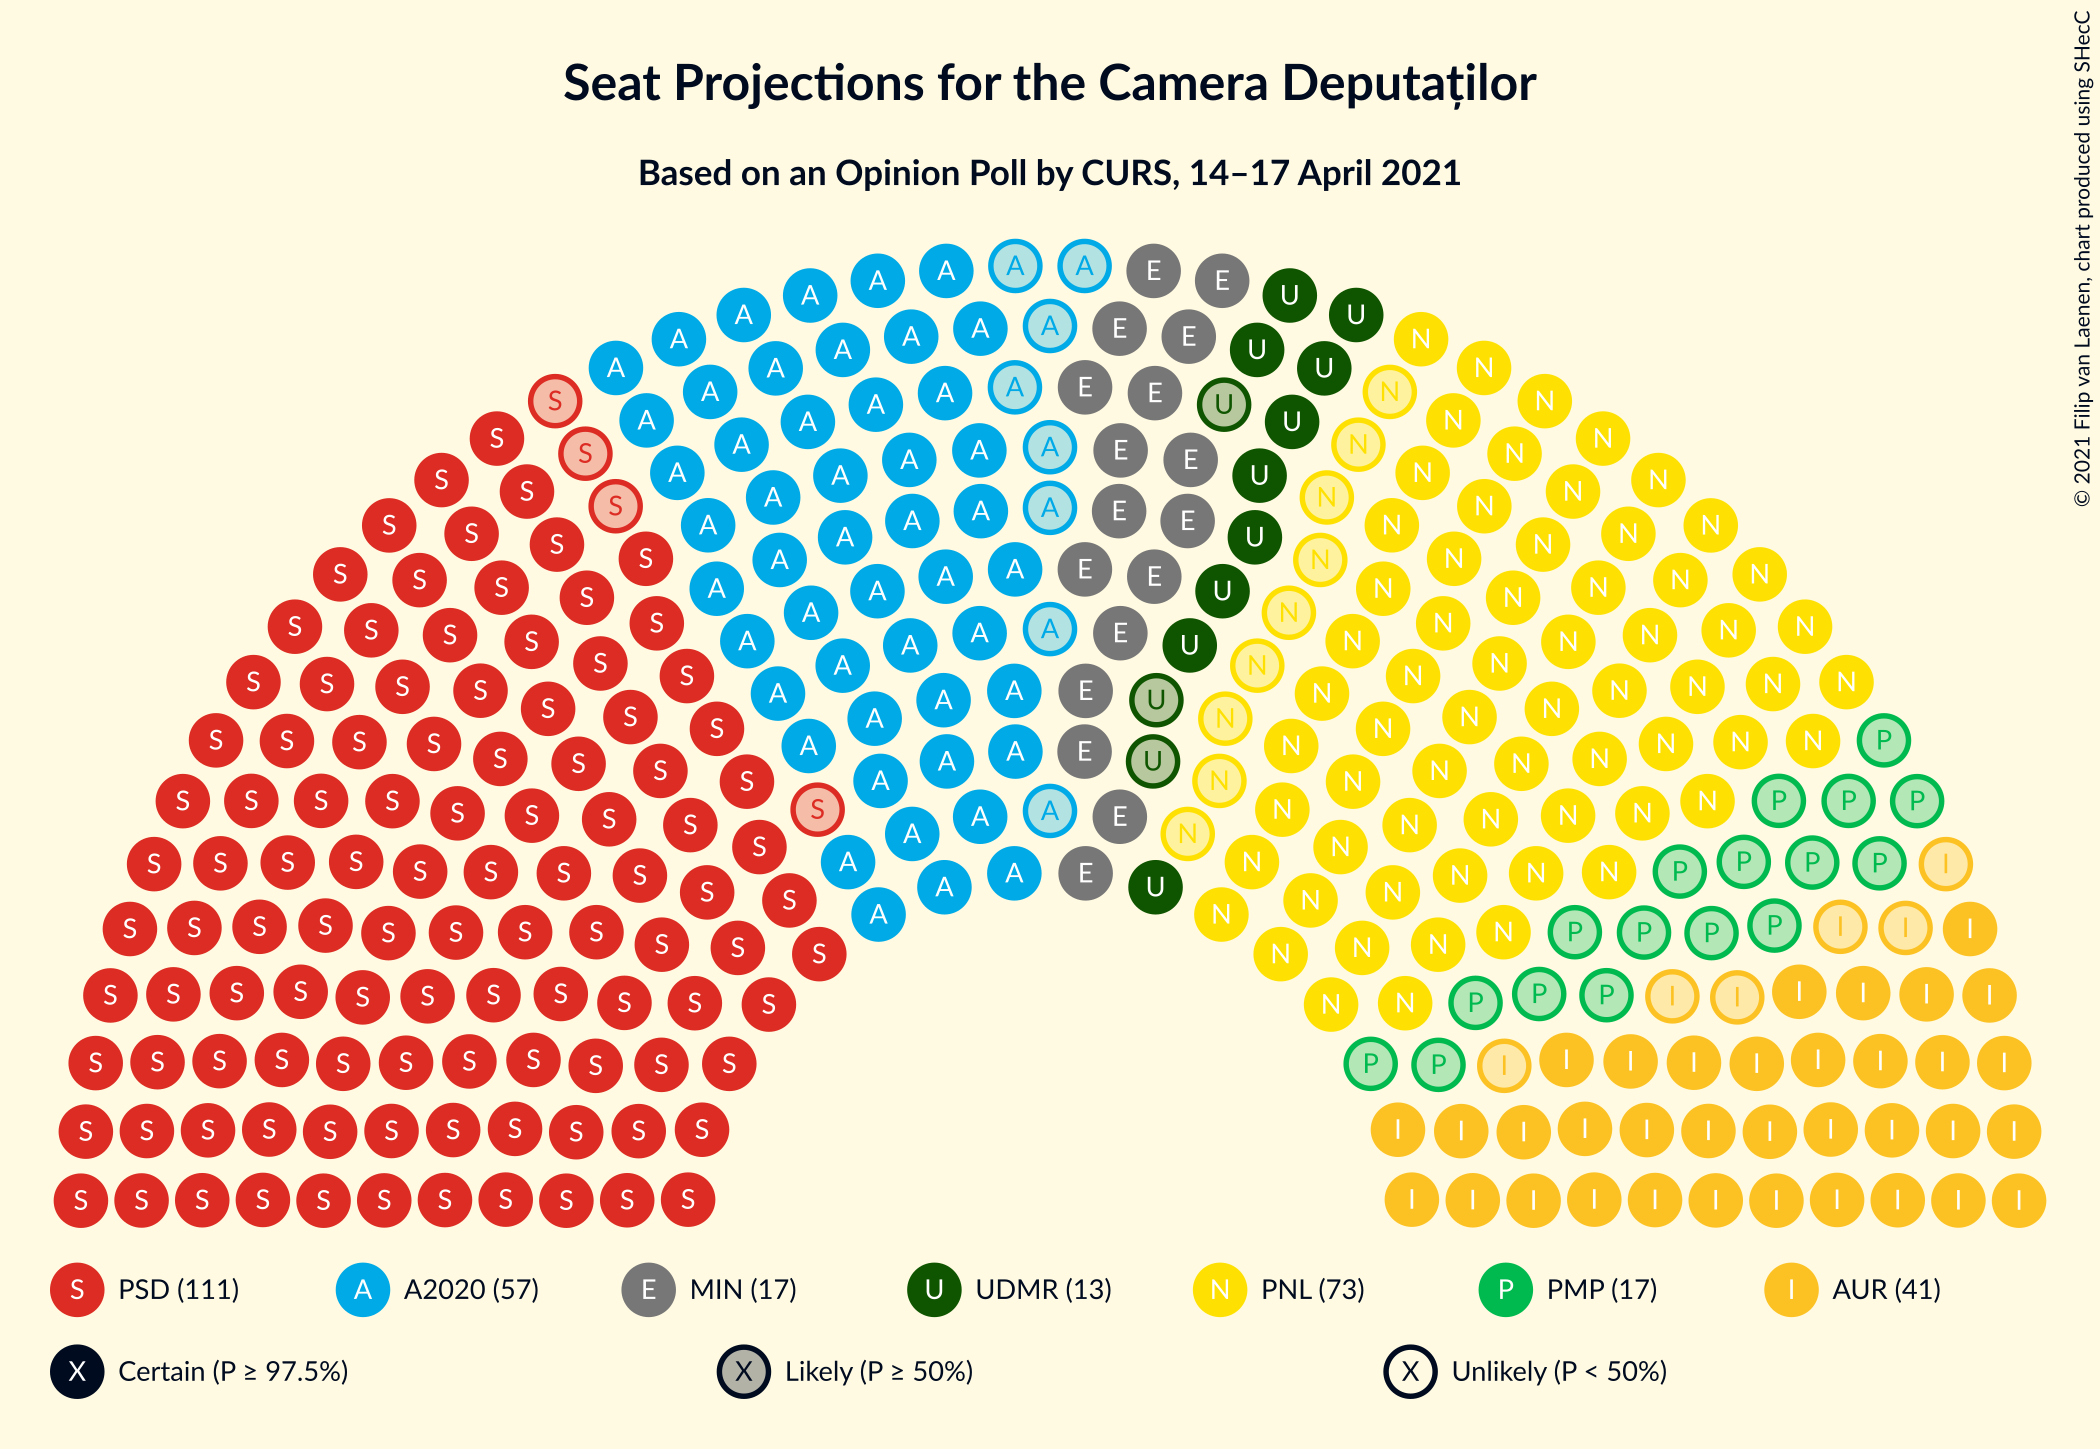 Seat Projections for the Camera Deputaților
Based on an Opinion Poll by CURS, 14–17 April 2021
© 2021 Filip van Laenen, chart produced using SHecC
S PSD (111) A A2020 (57) E MIN (17) U UDMR (13) N PNL (73) P PMP (17) I AUR (41)
X Certain (P ≥ 97.5%) X Likely (P ≥ 50%) X Unlikely (P < 50%)